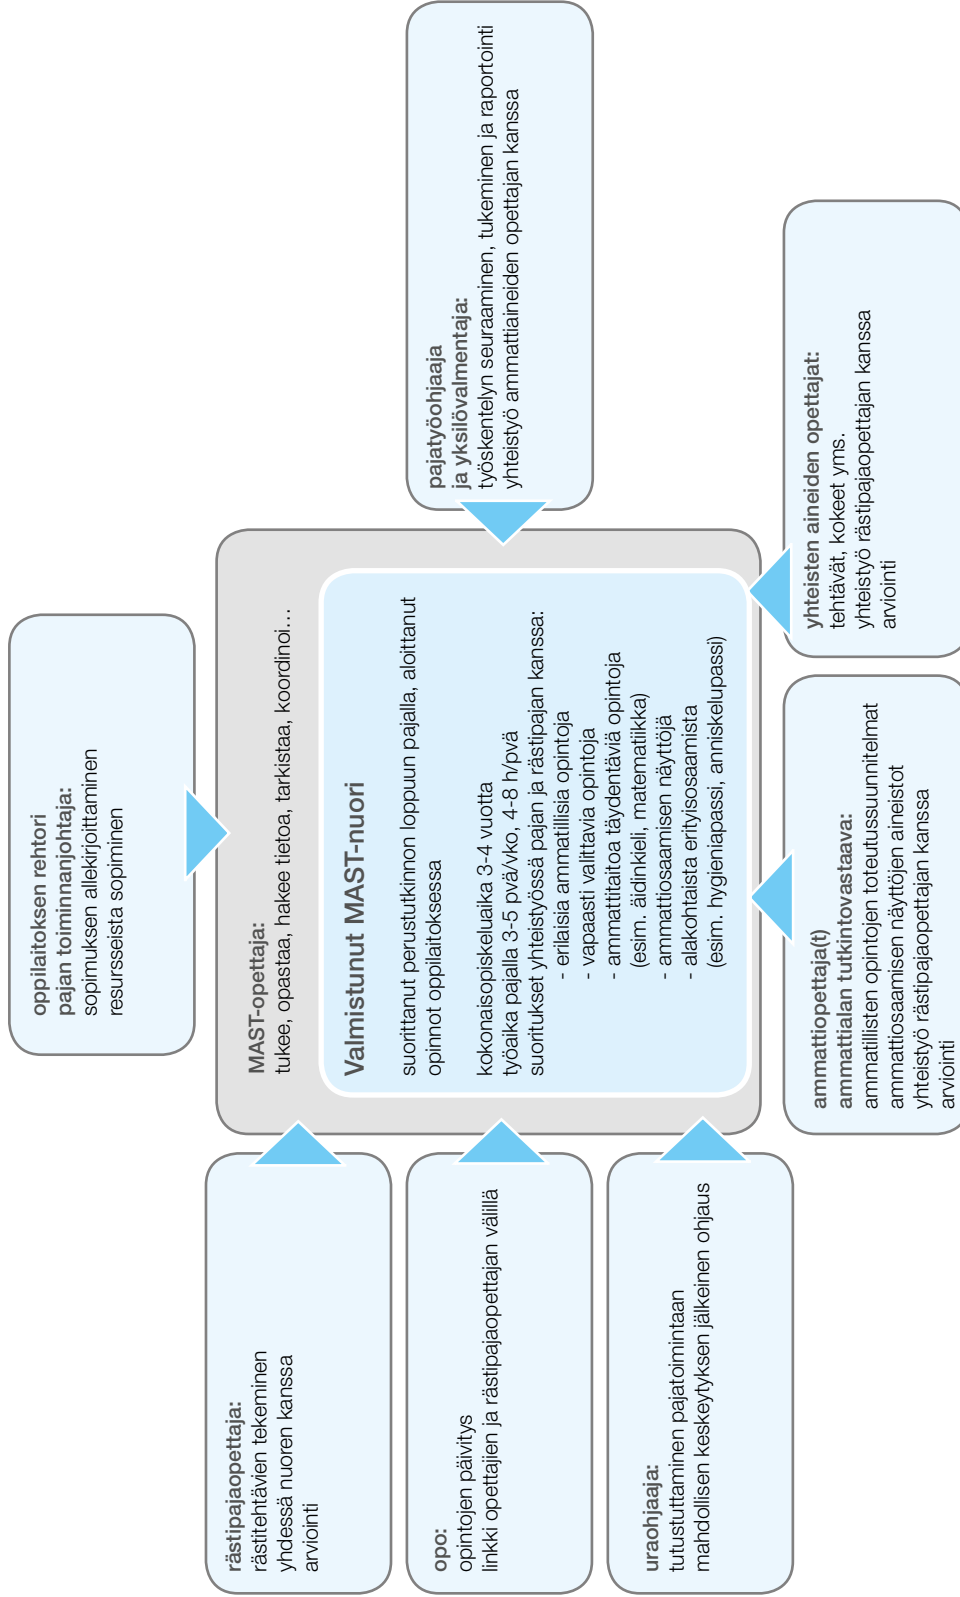 oppilaitoksen rehtori
pajan toiminnanjohtaja:
sopimuksen allekirjoittaminen
resursseista sopiminen
rästipajaopettaja:
rästitehtävien tekeminen
yhdessä nuoren kanssa
arviointi
opo:
opintojen päivitys
linkki opettajien ja rästipajaopettajan välillä
uraohjaaja:
tutustuttaminen pajatoimintaan
mahdollisen keskeytyksen jälkeinen ohjaus
MAST-opettaja:
tukee, opastaa, hakee tietoa, tarkistaa, koordinoi…
Valmistunut MAST-nuori
suorittanut perustutkinnon loppuun pajalla, aloittanut
opinnot oppilaitoksessa
kokonaisopiskeluaika 3-4 vuotta
työaika pajalla 3-5 pvä/vko, 4-8 h/pvä
suoritukset yhteistyössä pajan ja rästipajan kanssa:
- erilaisia ammatillisia opintoja
- vapaasti valittavia opintoja
- ammattitaitoa täydentäviä opintoja
(esim. äidinkieli, matematiikka)
- ammattiosaamisen näyttöjä
- alakohtaista erityisosaamista
(esim. hygieniapassi, anniskelupassi)
pajatyöohjaaja
ja yksilövalmentaja:
työskentelyn seuraaminen, tukeminen ja raportointi
yhteistyö ammattiaineiden opettajan kanssa
ammattiopettaja(t)
ammattialan tutkintovastaava:
ammatillisten opintojen toteutussuunnitelmat
ammattiosaamisen näyttöjen aineistot
yhteistyö rästipajaopettajan kanssa
arviointi
yhteisten aineiden opettajat:
tehtävät, kokeet yms.
yhteistyö rästipajaopettajan kanssa
arviointi